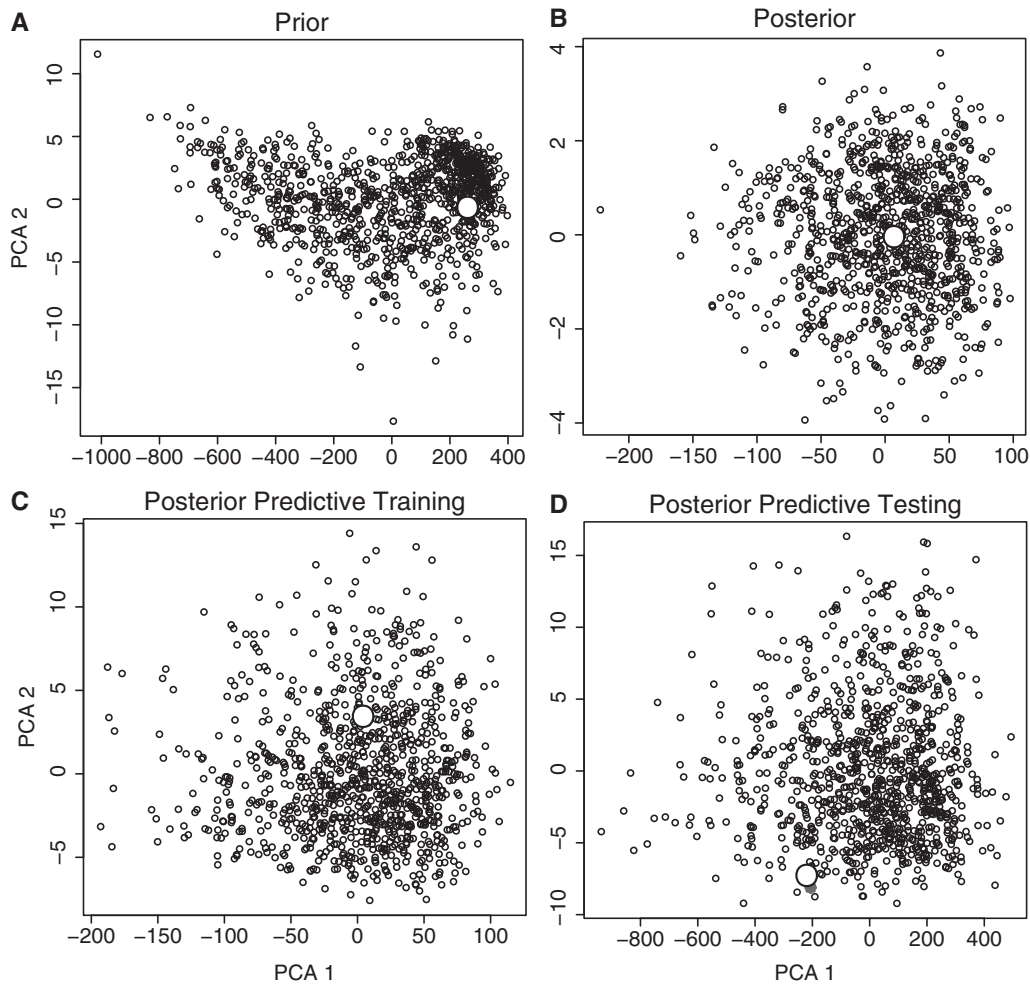 A
Prior
PCA 2
10
5
0
−5
−10
−15
−1000 −800 −600 −400 −200 0 200 400
B
Posterior
4
2
0
−2
−4
−200 −150 −100 −50 0 50 100
C
Posterior Predictive Training
PCA 2
15
10
5
0
−5
−200 −150 −100 −50 0 50 100
PCA 1
D
Posterior Predictive Testing
15
10
5
0
−5
−10
−800 −600 −400 −200 0 200 400
PCA 1